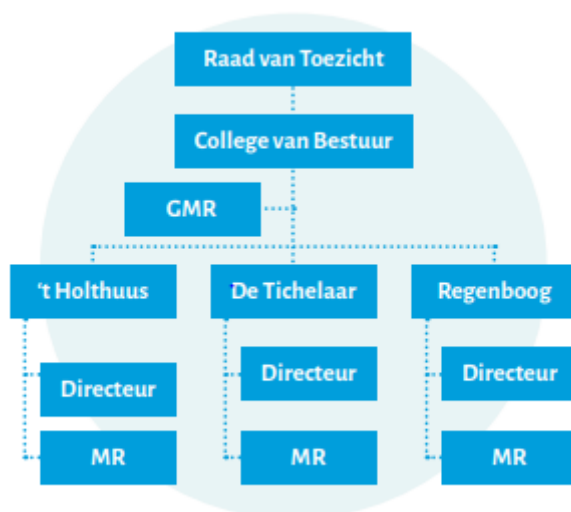 Raad van Toezicht
College van Bestuur
GMR
‘t Holthuus
De Tichelaar
Regenboog
Directeur
Directeur
Directeur
MR
MR
MR